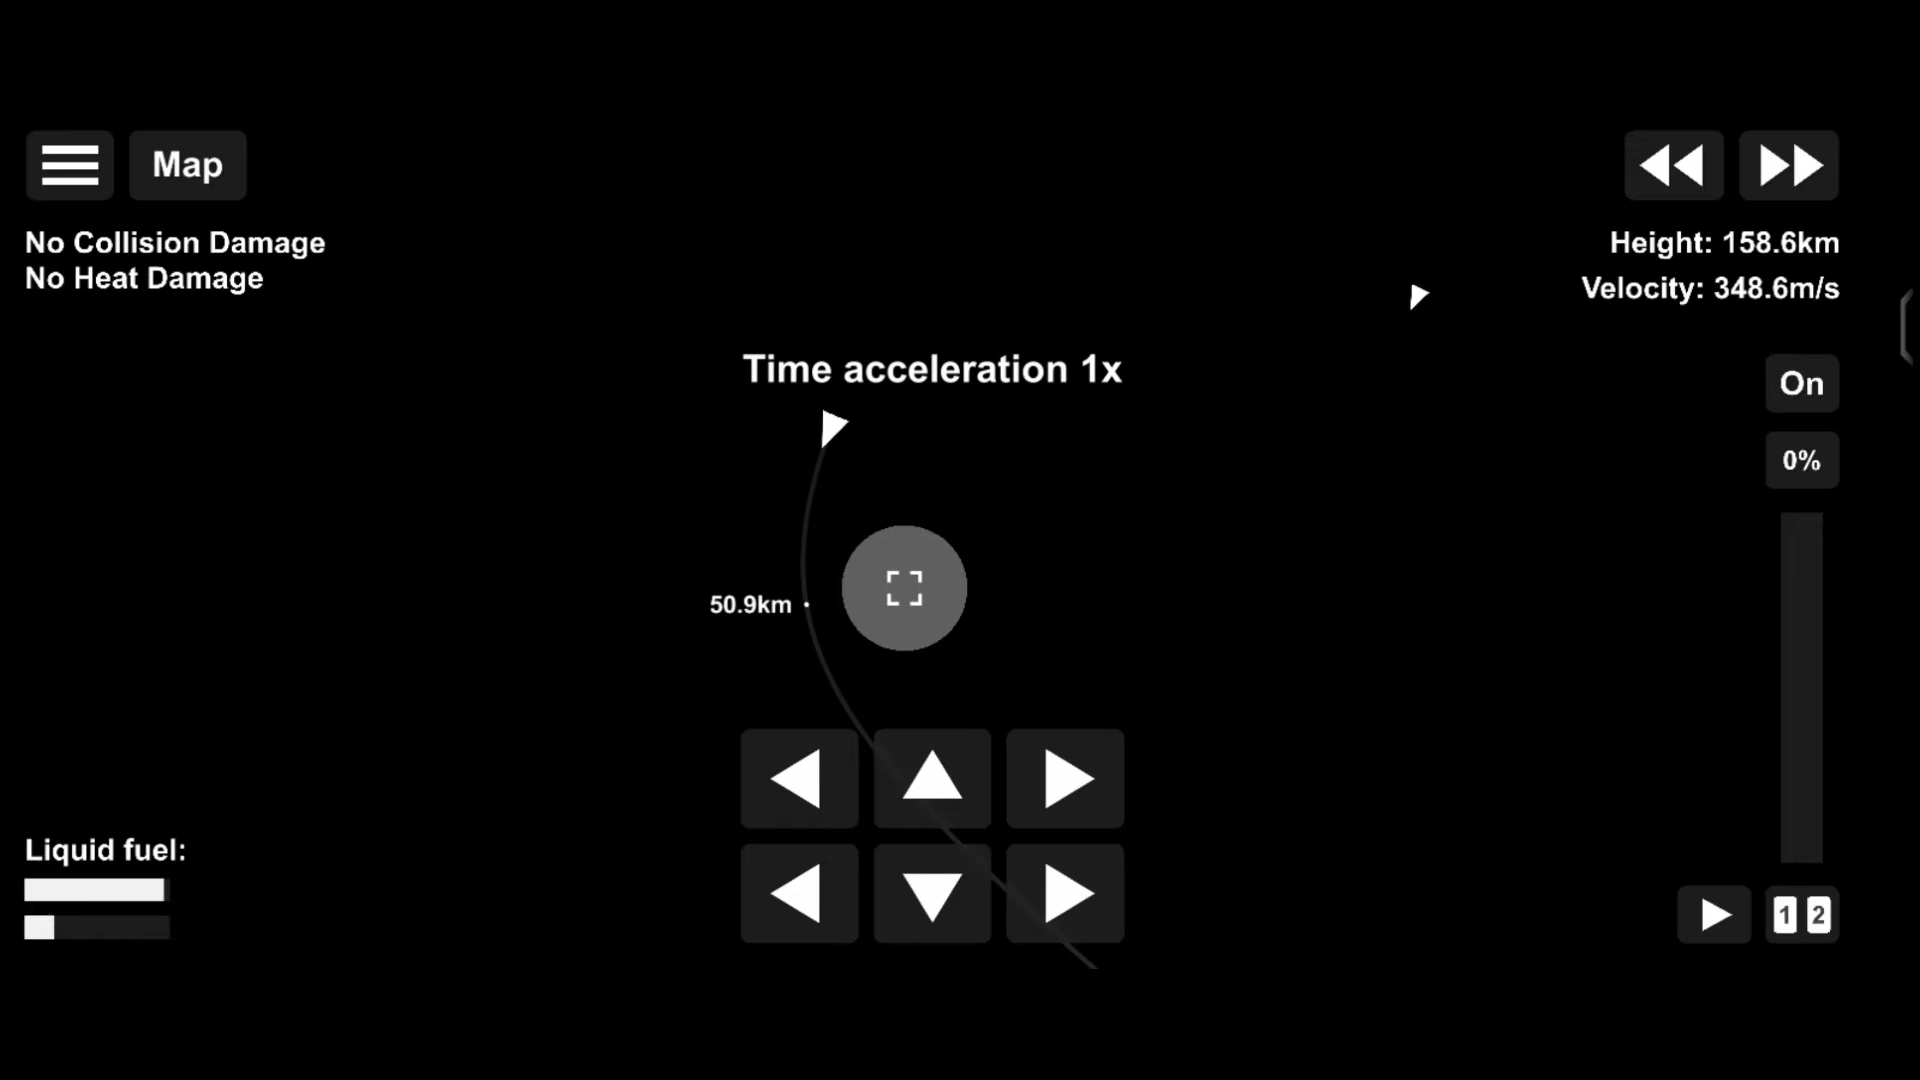 Map
No Collision Damage
No Heat Damage
Height: 158.6km
Velocity: 348.6m/s
Time acceleration 1x
On
0%
50.9km
Liquid fuel:
1 2